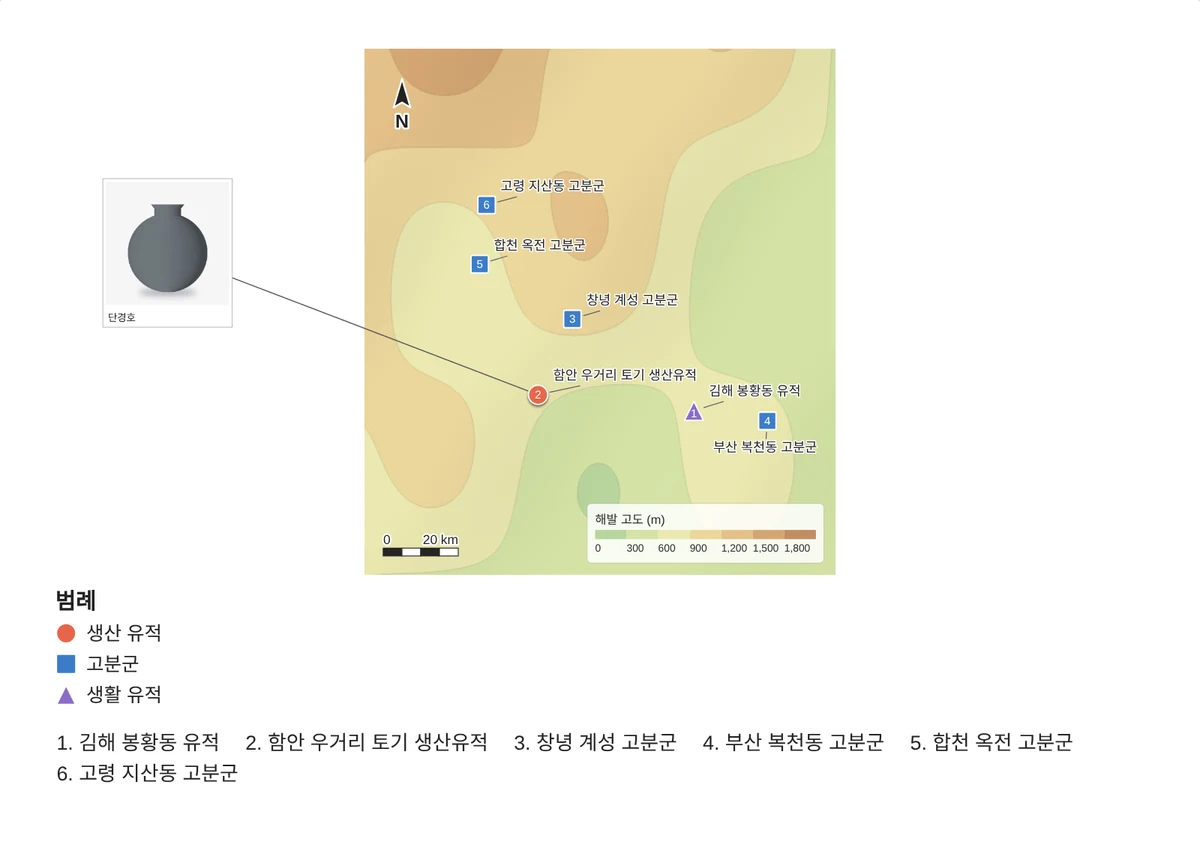 N
고령 지산동 고분군
6
합천 옥전 고분군
5
창녕 계성 고분군
3
단경호
함안 우거리 토기 생산유적
2
김해 봉황동 유적
1
4
부산 복천동 고분군
해발 고도 (m)
0 300 600 900 1,200 1,500 1,800
0 20 km
범례
생산 유적
고분군
생활 유적
1. 김해 봉황동 유적 2. 함안 우거리 토기 생산유적 3. 창녕 계성 고분군 4. 부산 복천동 고분군 5. 합천 옥전 고분군
6. 고령 지산동 고분군